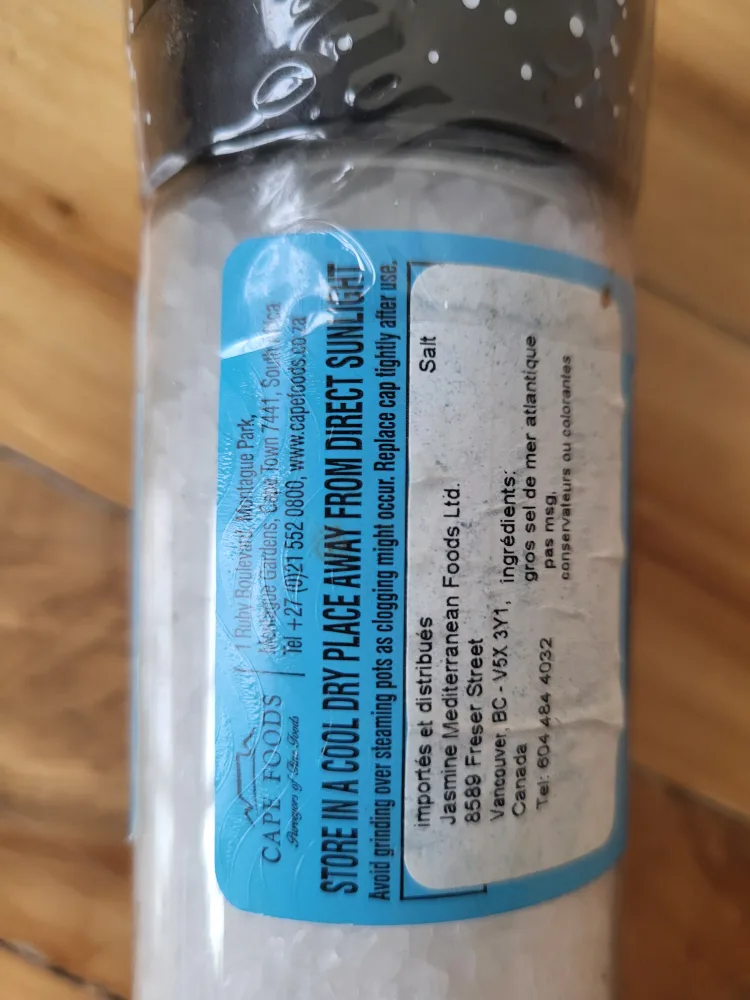 CAPE FOODS
Purveyors of Fine Foods
1 Ruby Boulevard, Montague Park,
Montague Gardens, Cape Town 7441, South Africa
Tel +27 (0)21 552 0800, www.capefoods.co.za
STORE IN A COOL DRY PLACE AWAY FROM DIRECT SUNLIGHT
Avoid grinding over steaming pots as clogging might occur. Replace cap tightly after use.
Salt
importés et distribués
Jasmine Mediterranean Foods Ltd.
8589 Freser Street
Vancouver, BC - V5X 3Y1,
Canada
Tel: 604 484 4032
ingrédients:
gros sel de mer atlantique
pas msg,
conservateurs ou colorantes